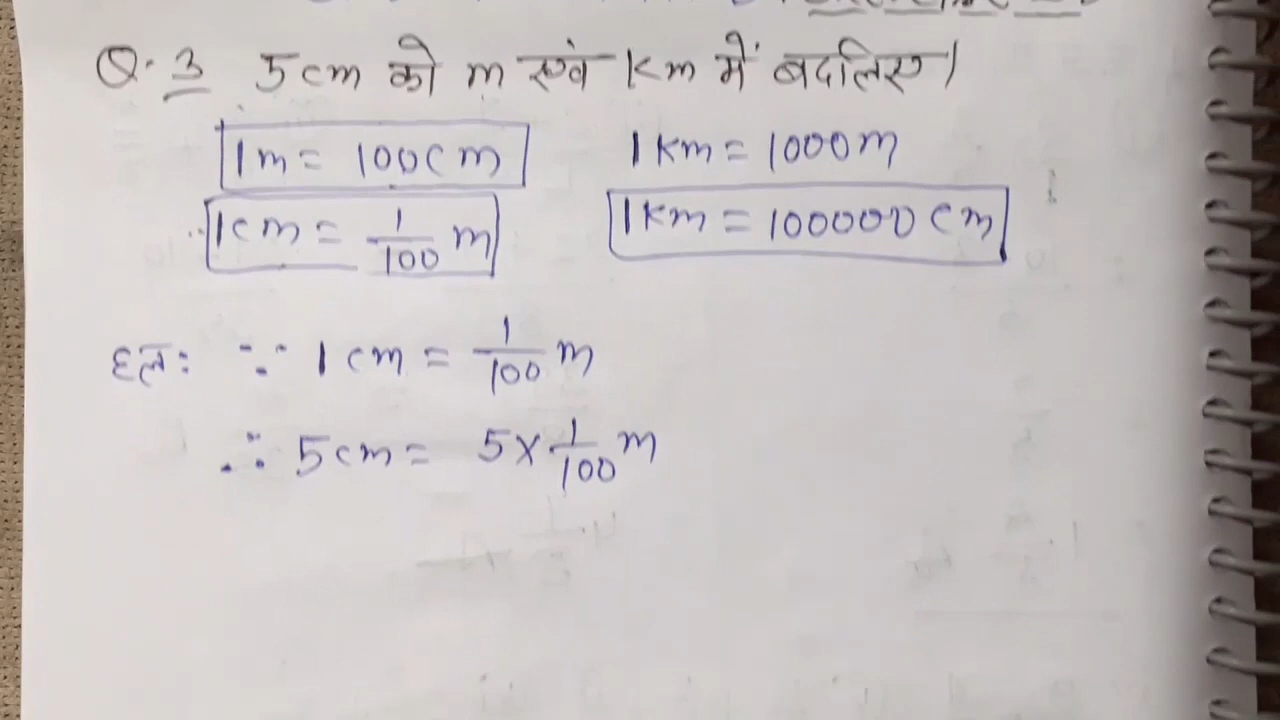 Q. 3 5cm को m एवं km में बदलिए।
1m = 100cm 1km = 1000m
1cm = 1/100 m 1km = 100000 cm
हल: ∵ 1cm = 1/100 m
∴ 5cm = 5 × 1/100 m